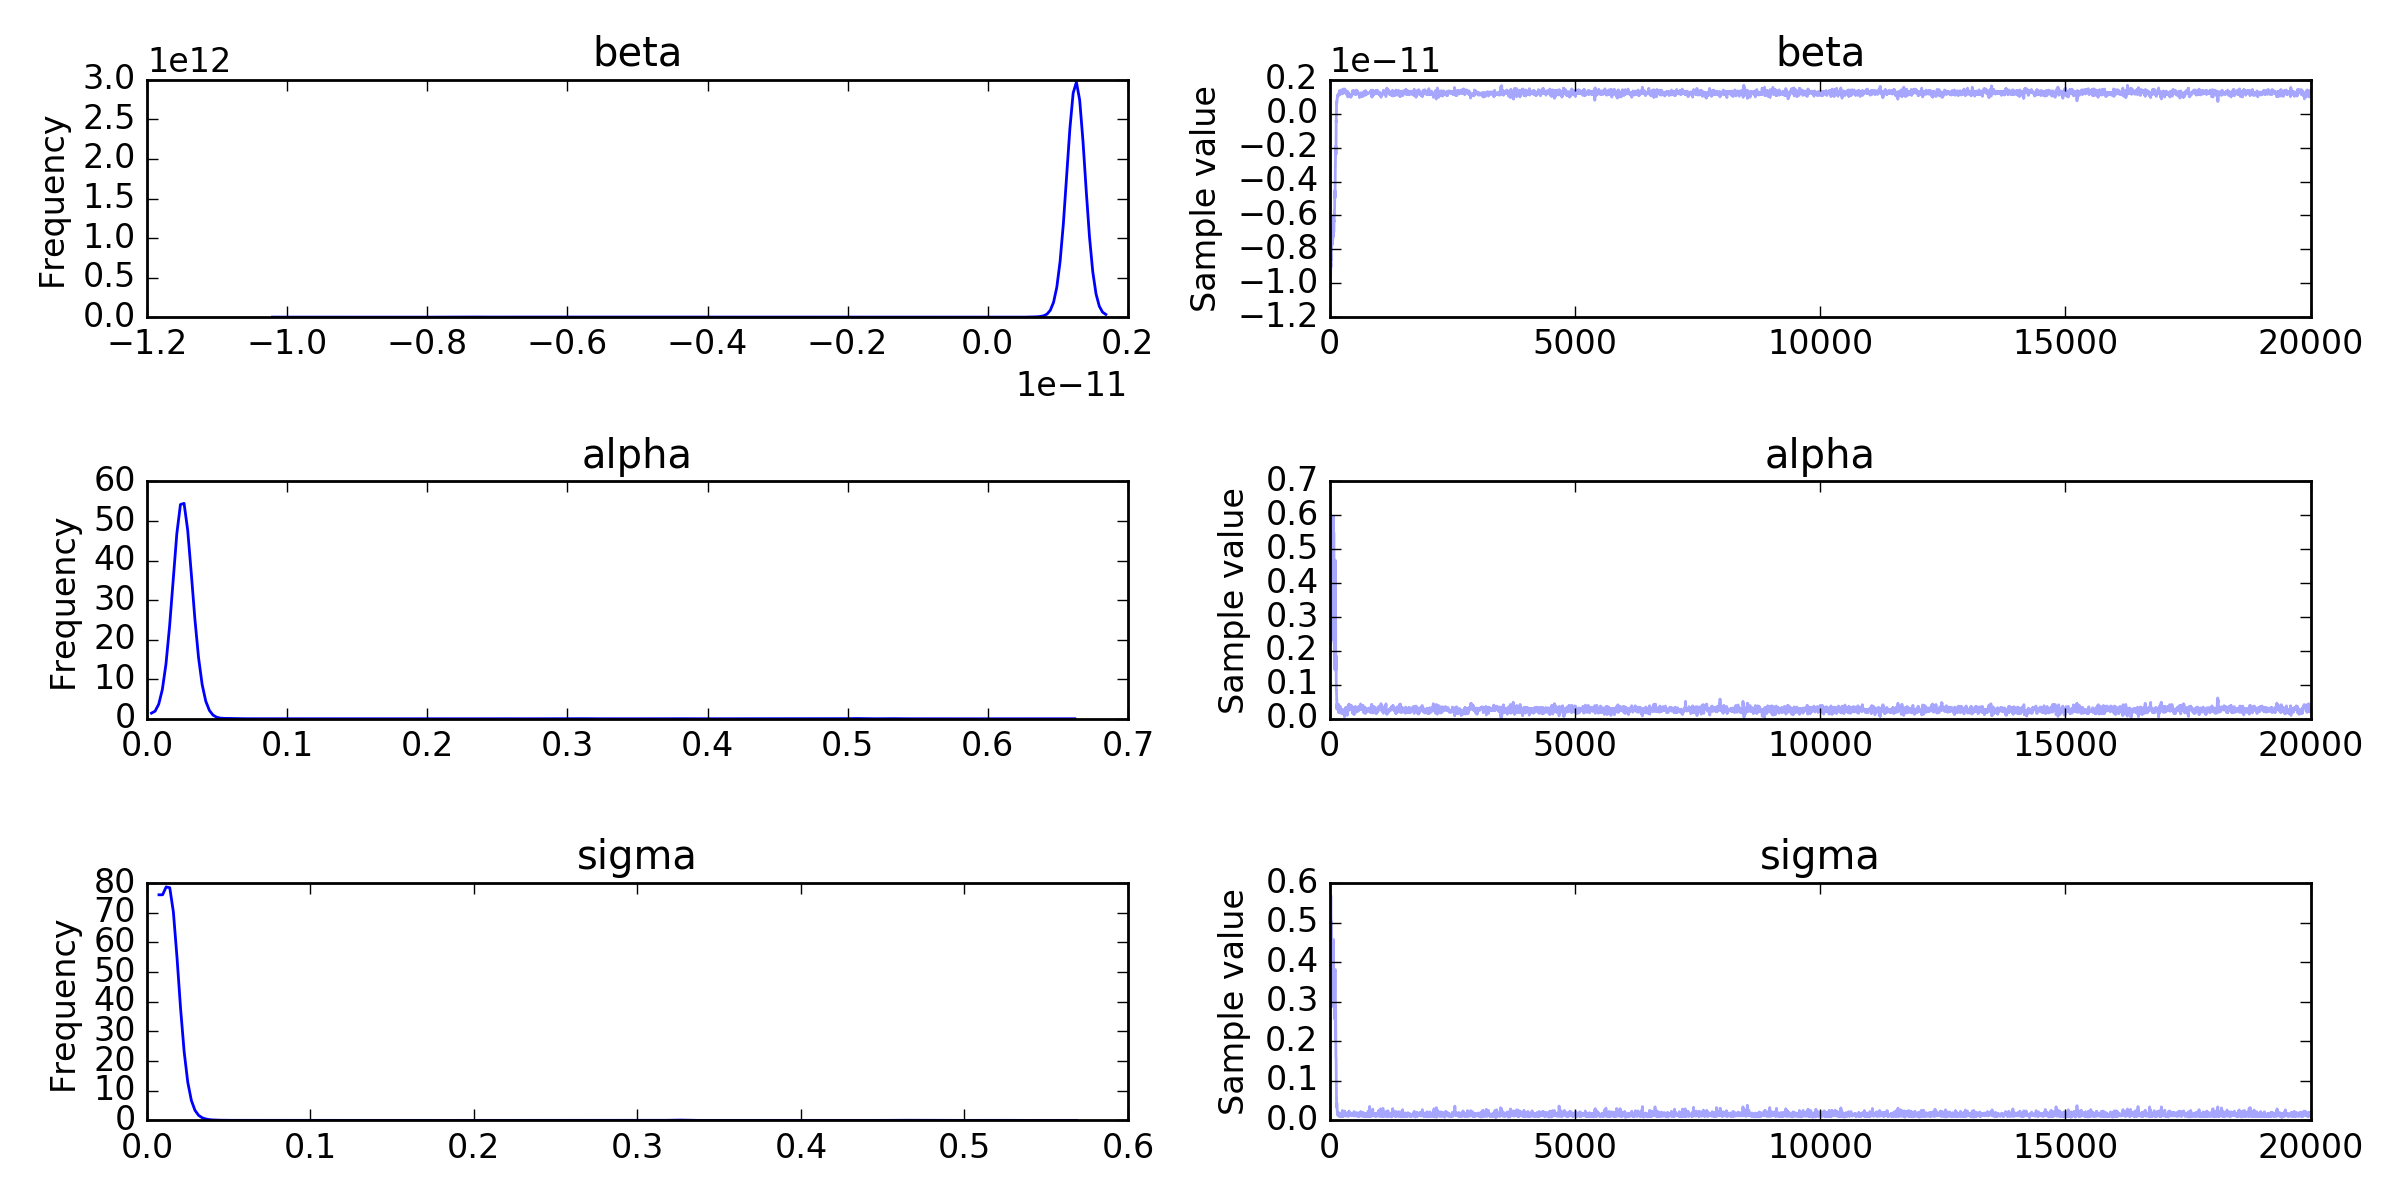 beta
1e12
3.0
2.5
2.0
1.5
1.0
0.5
0.0
Frequency
−1.2 −1.0 −0.8 −0.6 −0.4 −0.2 0.0 0.2
1e−11
beta
1e−11
0.2
0.0
−0.2
−0.4
−0.6
−0.8
−1.0
−1.2
Sample value
0 5000 10000 15000 20000
alpha
60
50
40
30
20
10
0
Frequency
0.0 0.1 0.2 0.3 0.4 0.5 0.6 0.7
alpha
0.7
0.6
0.5
0.4
0.3
0.2
0.1
0.0
Sample value
0 5000 10000 15000 20000
sigma
80
70
60
50
40
30
20
10
0
Frequency
0.0 0.1 0.2 0.3 0.4 0.5 0.6
sigma
0.6
0.5
0.4
0.3
0.2
0.1
0.0
Sample value
0 5000 10000 15000 20000